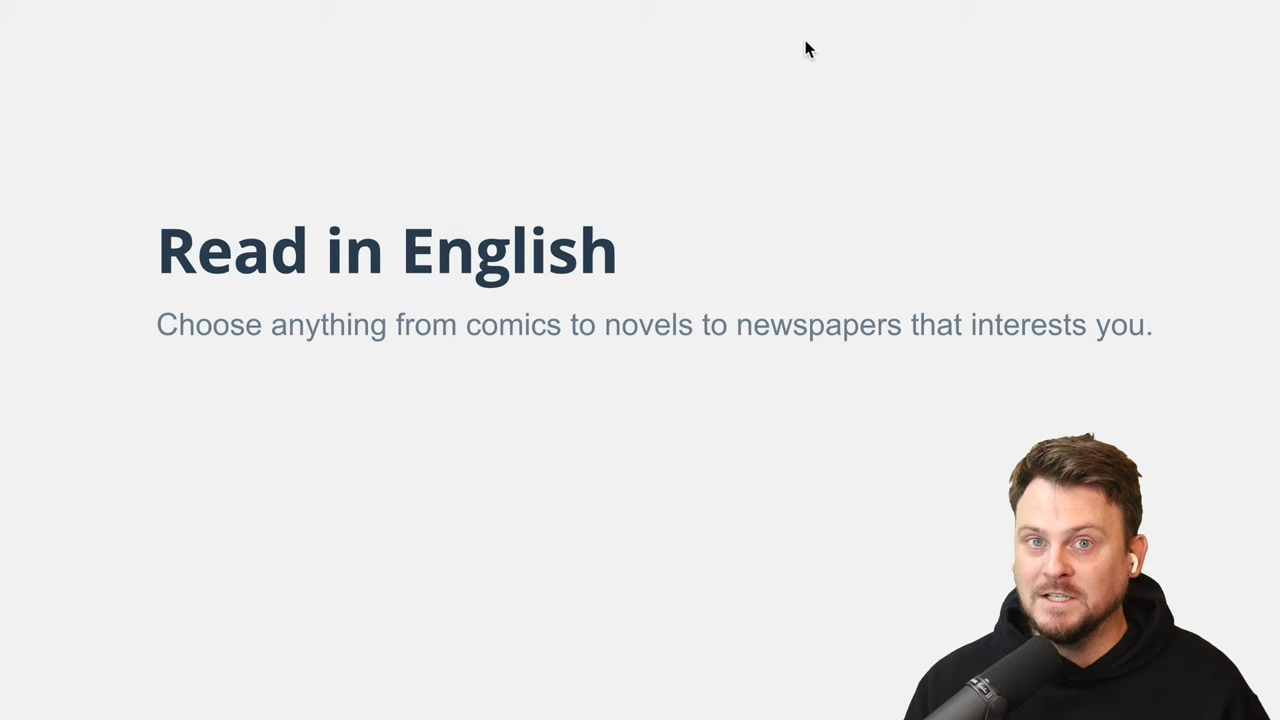 Read in English
Choose anything from comics to novels to newspapers that interests you.